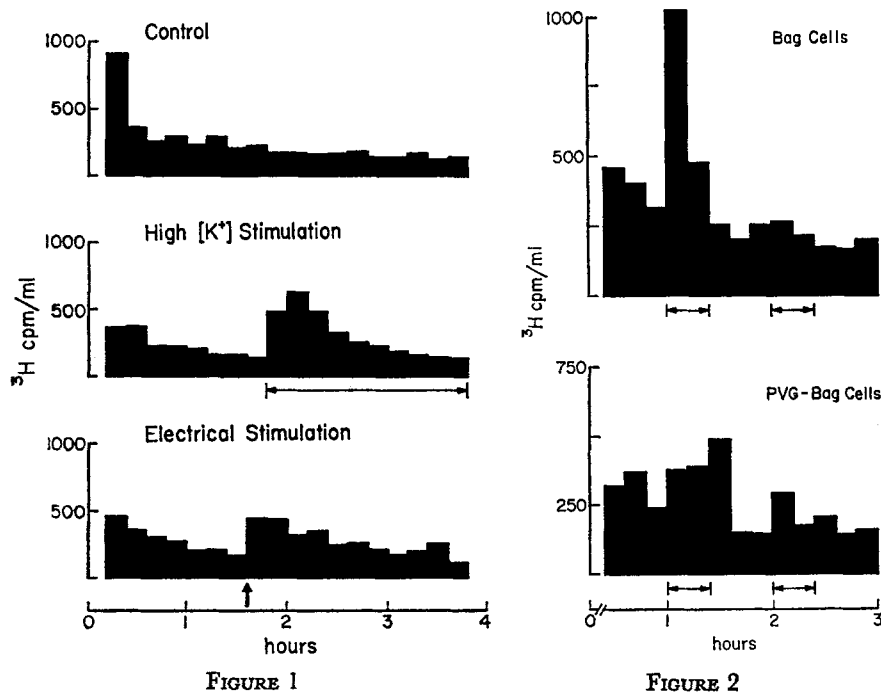 Control
1000
500
High [K⁺] Stimulation
1000
500
³H cpm/ml
Electrical Stimulation
1000
500
0 1 2 3 4
hours
FIGURE 1
Bag Cells
1000
500
³H cpm/ml
PVG-Bag Cells
750
250
0 1 2 3
hours
FIGURE 2